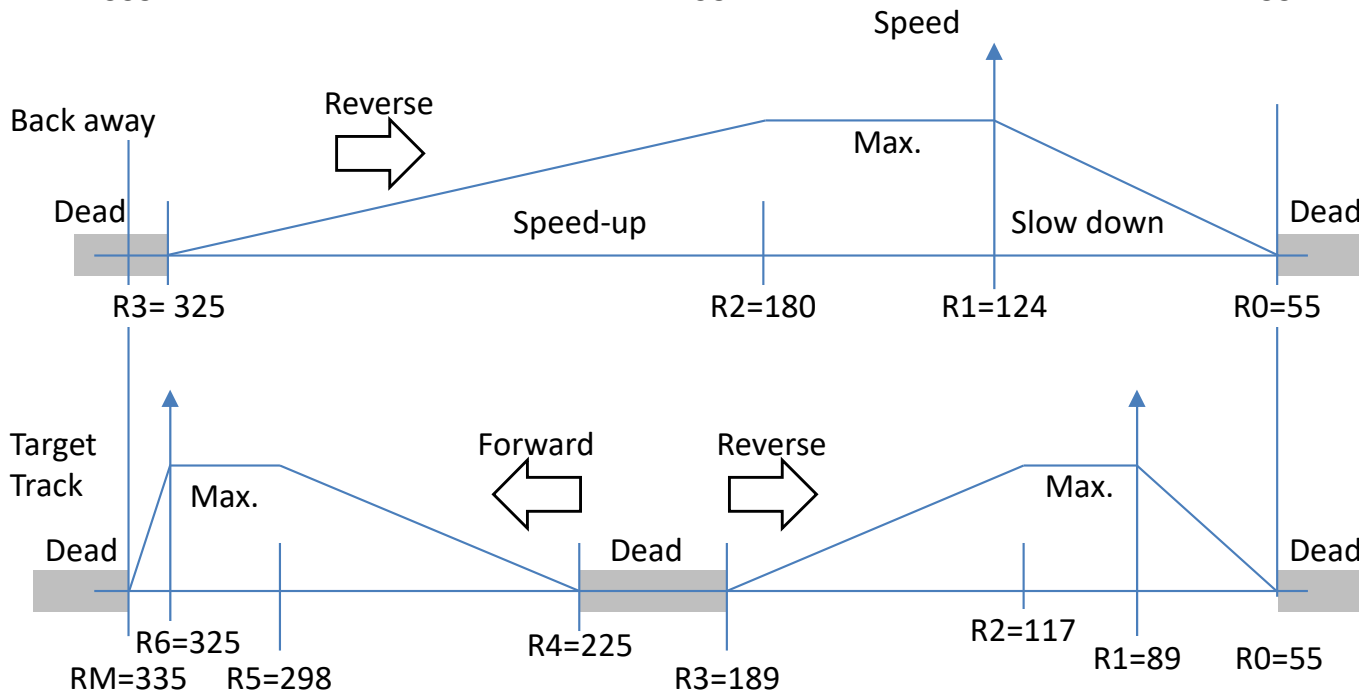 Speed
Back away
Reverse
Max.
Dead
Speed-up
Slow down
Dead
R3= 325
R2=180
R1=124
R0=55
Target
Track
Forward
Reverse
Max.
Max.
Dead
Dead
Dead
R6=325
R4=225
R2=117
RM=335
R5=298
R3=189
R1=89
R0=55